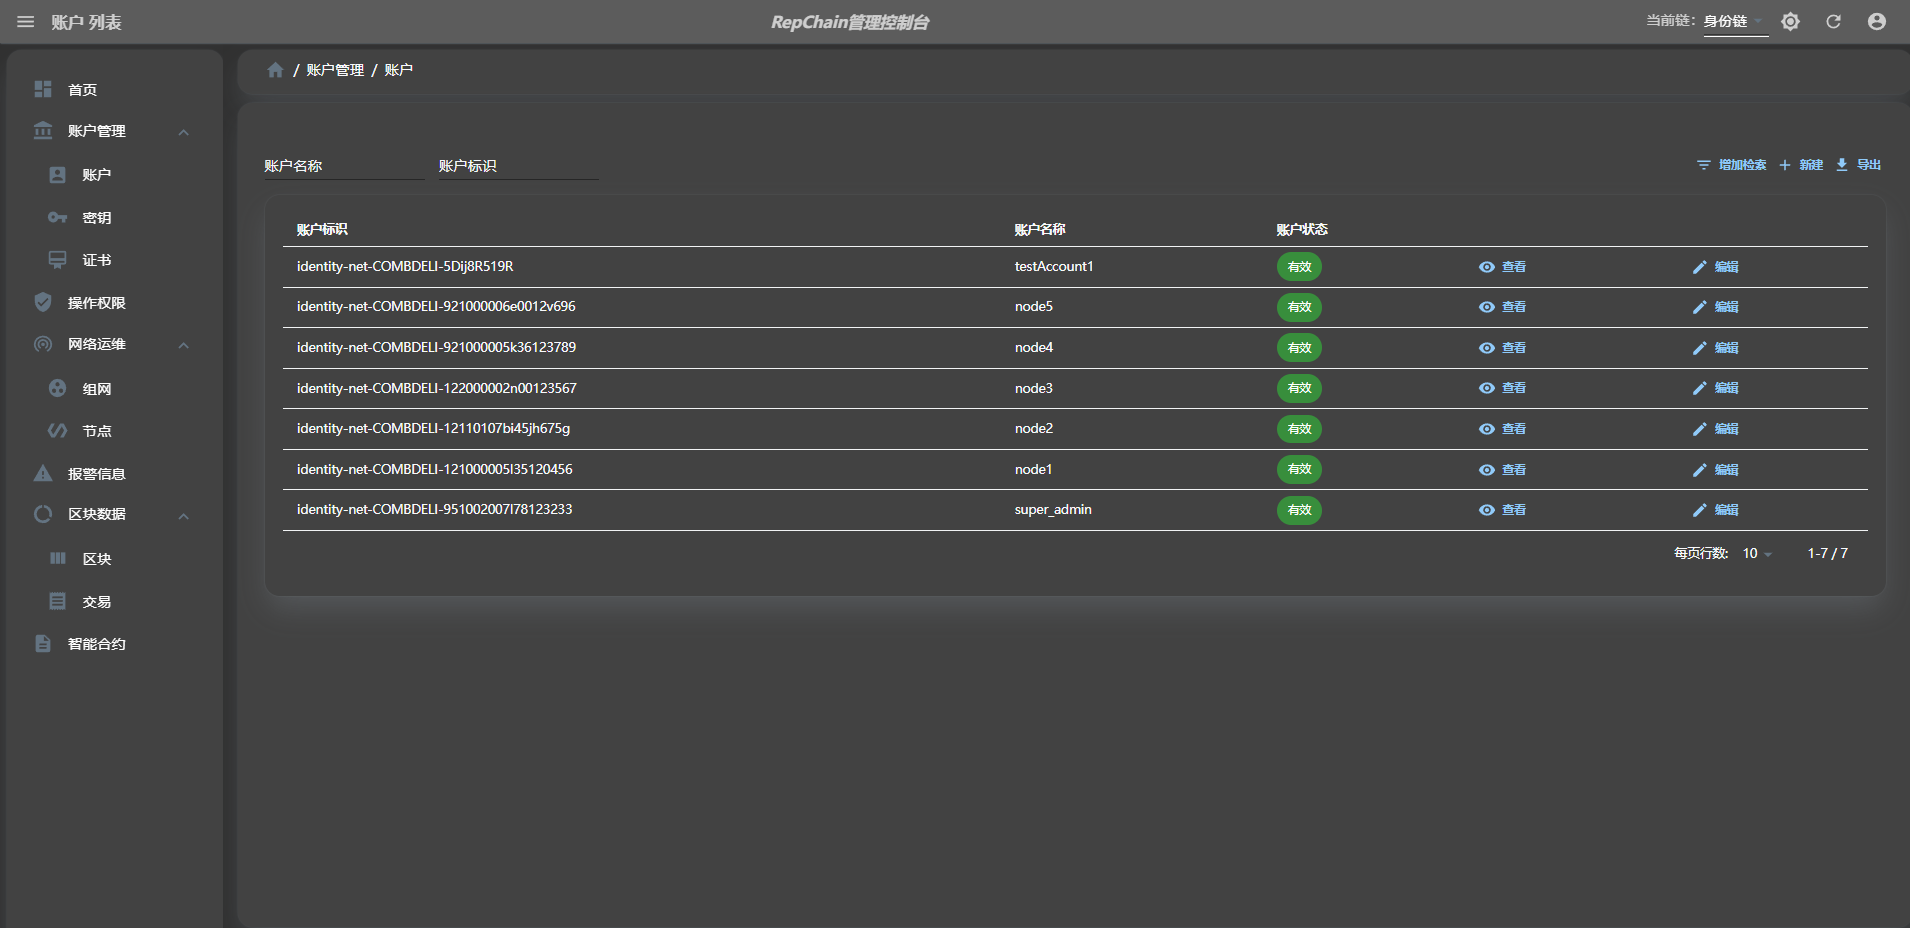 账户 列表
RepChain管理控制台
当前链: 身份链
首页
账户管理
账户
密钥
证书
操作权限
网络运维
组网
节点
报警信息
区块数据
区块
交易
智能合约
/ 账户管理 / 账户
账户名称 账户标识
增加检索 新建 导出
账户标识 账户名称 账户状态
identity-net-COMBDELI-5Dij8R519R testAccount1 有效 查看 编辑
identity-net-COMBDELI-921000006e0012v696 node5 有效 查看 编辑
identity-net-COMBDELI-921000005k36123789 node4 有效 查看 编辑
identity-net-COMBDELI-122000002n00123567 node3 有效 查看 编辑
identity-net-COMBDELI-12110107bi45jh675g node2 有效 查看 编辑
identity-net-COMBDELI-121000005l35120456 node1 有效 查看 编辑
identity-net-COMBDELI-951002007l78123233 super_admin 有效 查看 编辑
每页行数: 10 1-7 / 7